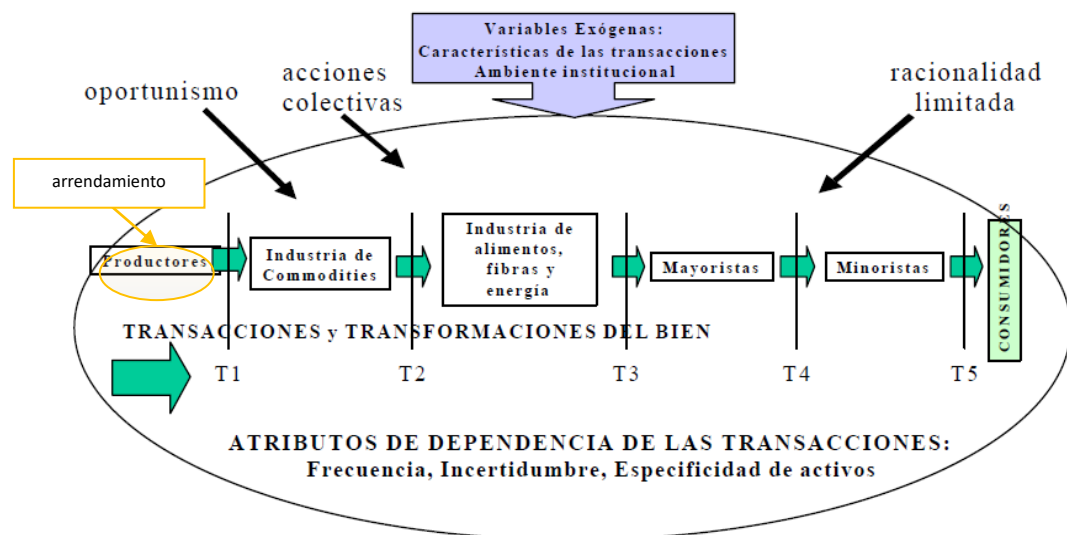 Variables Exógenas:
Características de las transacciones
Ambiente institucional
oportunismo
acciones
colectivas
racionalidad
limitada
arrendamiento
Productores
Industria de
Commodities
Industria de
alimentos,
fibras y
energía
Mayoristas
Minoristas
CONSUMIDORES
TRANSACCIONES y TRANSFORMACIONES DEL BIEN
T1
T2
T3
T4
T5
ATRIBUTOS DE DEPENDENCIA DE LAS TRANSACCIONES:
Frecuencia, Incertidumbre, Especificidad de activos